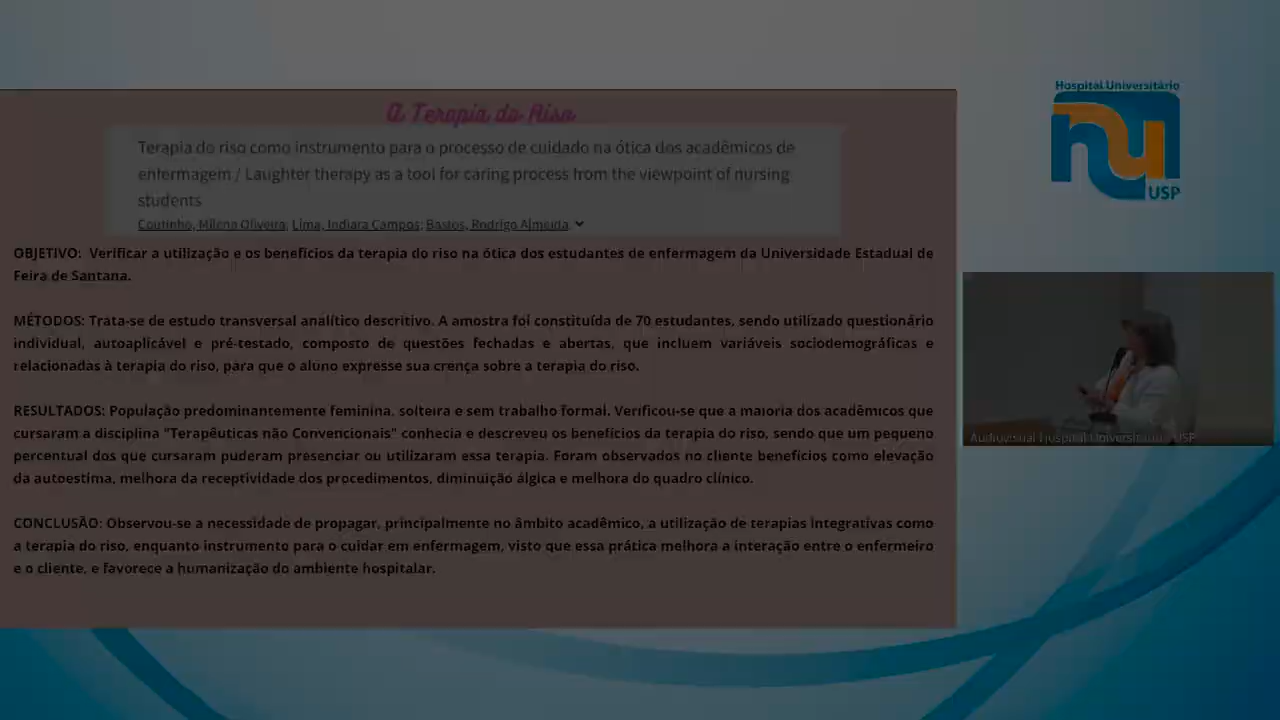 A Terapia do Riso
Terapia do riso como instrumento para o processo de cuidado na ótica dos acadêmicos de
enfermagem / Laughter therapy as a tool for caring process from the viewpoint of nursing
students
Coutinho, Milena Oliveira; Lima, Indiara Campos; Bastos, Rodrigo Almeida.
OBJETIVO: Verificar a utilização e os benefícios da terapia do riso na ótica dos estudantes de enfermagem da Universidade Estadual de
Feira de Santana.
MÉTODOS: Trata-se de estudo transversal analítico descritivo. A amostra foi constituída de 70 estudantes, sendo utilizado questionário
individual, autoaplicável e pré-testado, composto de questões fechadas e abertas, que incluem variáveis sociodemográficas e
relacionadas à terapia do riso, para que o aluno expresse sua crença sobre a terapia do riso.
RESULTADOS: População predominantemente feminina, solteira e sem trabalho formal. Verificou-se que a maioria dos acadêmicos que
cursaram a disciplina "Terapêuticas não Convencionais" conhecia e descreveu os benefícios da terapia do riso, sendo que um pequeno
percentual dos que cursaram puderam presenciar ou utilizaram essa terapia. Foram observados no cliente benefícios como elevação
da autoestima, melhora da receptividade dos procedimentos, diminuição álgica e melhora do quadro clínico.
CONCLUSÃO: Observou-se a necessidade de propagar, principalmente no âmbito acadêmico, a utilização de terapias integrativas como
a terapia do riso, enquanto instrumento para o cuidar em enfermagem, visto que essa prática melhora a interação entre o enfermeiro
e o cliente, e favorece a humanização do ambiente hospitalar.
Hospital Universitário
hu
USP
Audiovisual Hospital Universitário - USP